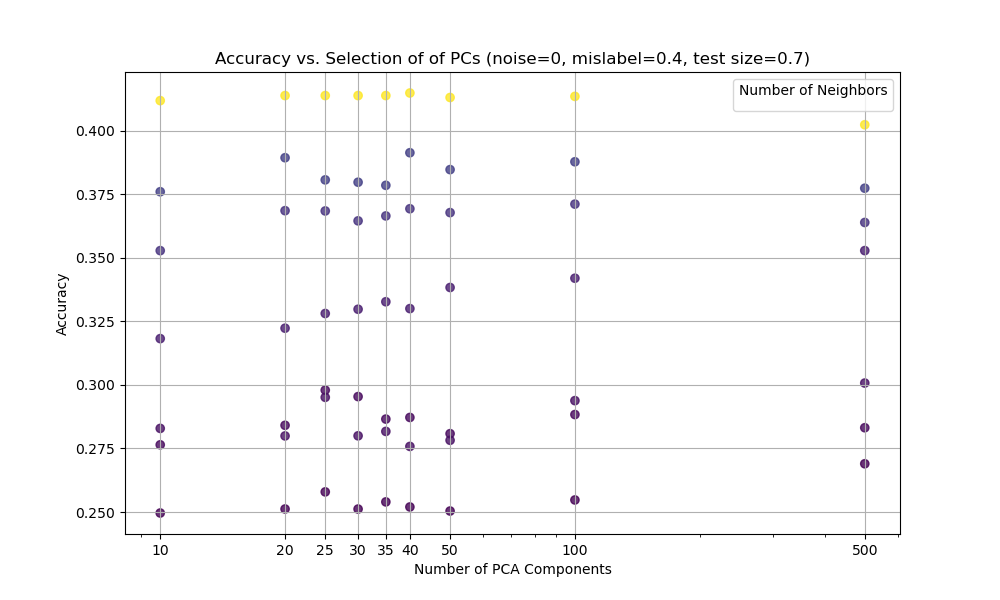 Accuracy vs. Selection of of PCs (noise=0, mislabel=0.4, test size=0.7)
Number of Neighbors
0.400
0.375
0.350
0.325
0.300
0.275
0.250
Accuracy
10 20 25 30 35 40 50 100 500
Number of PCA Components